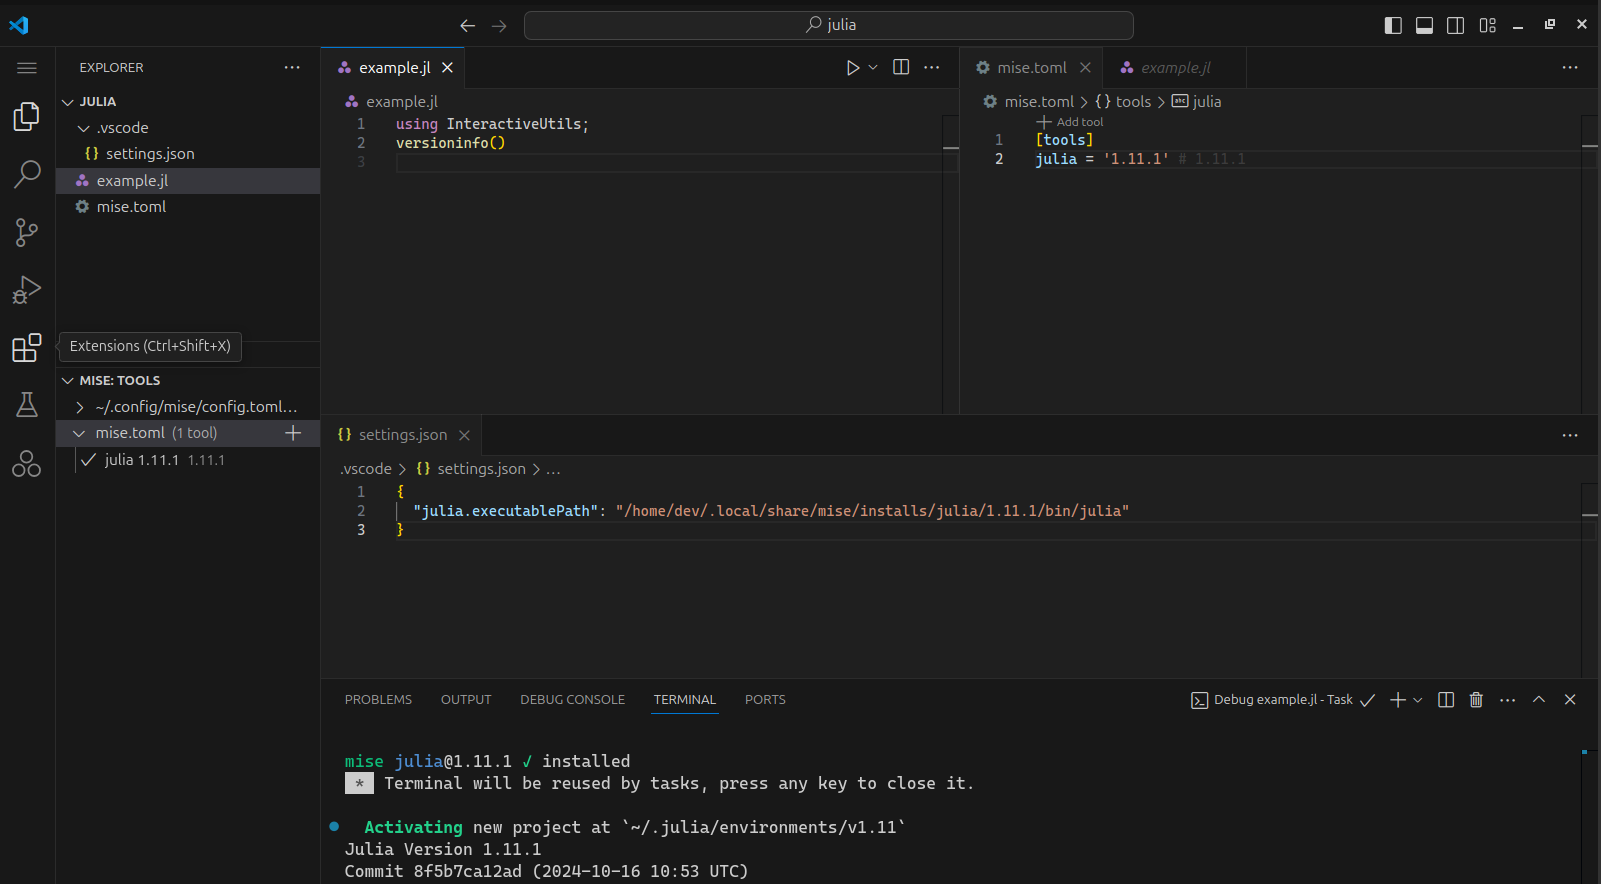 julia
EXPLORER
JULIA
.vscode
{} settings.json
example.jl
mise.toml
Extensions (Ctrl+Shift+X)
MISE: TOOLS
~/.config/mise/config.toml...
mise.toml (1 tool)
julia 1.11.1 1.11.1
example.jl
example.jl
1 using InteractiveUtils;
2 versioninfo()
3
mise.toml
example.jl
mise.toml > {} tools > abc julia
Add tool
1 [tools]
2 julia = '1.11.1' # 1.11.1
{} settings.json
.vscode > {} settings.json > ...
1 {
2 "julia.executablePath": "/home/dev/.local/share/mise/installs/julia/1.11.1/bin/julia"
3 }
PROBLEMS OUTPUT DEBUG CONSOLE TERMINAL PORTS
Debug example.jl - Task
mise julia@1.11.1 ✓ installed
* Terminal will be reused by tasks, press any key to close it.
Activating new project at `~/.julia/environments/v1.11`
Julia Version 1.11.1
Commit 8f5b7ca12ad (2024-10-16 10:53 UTC)